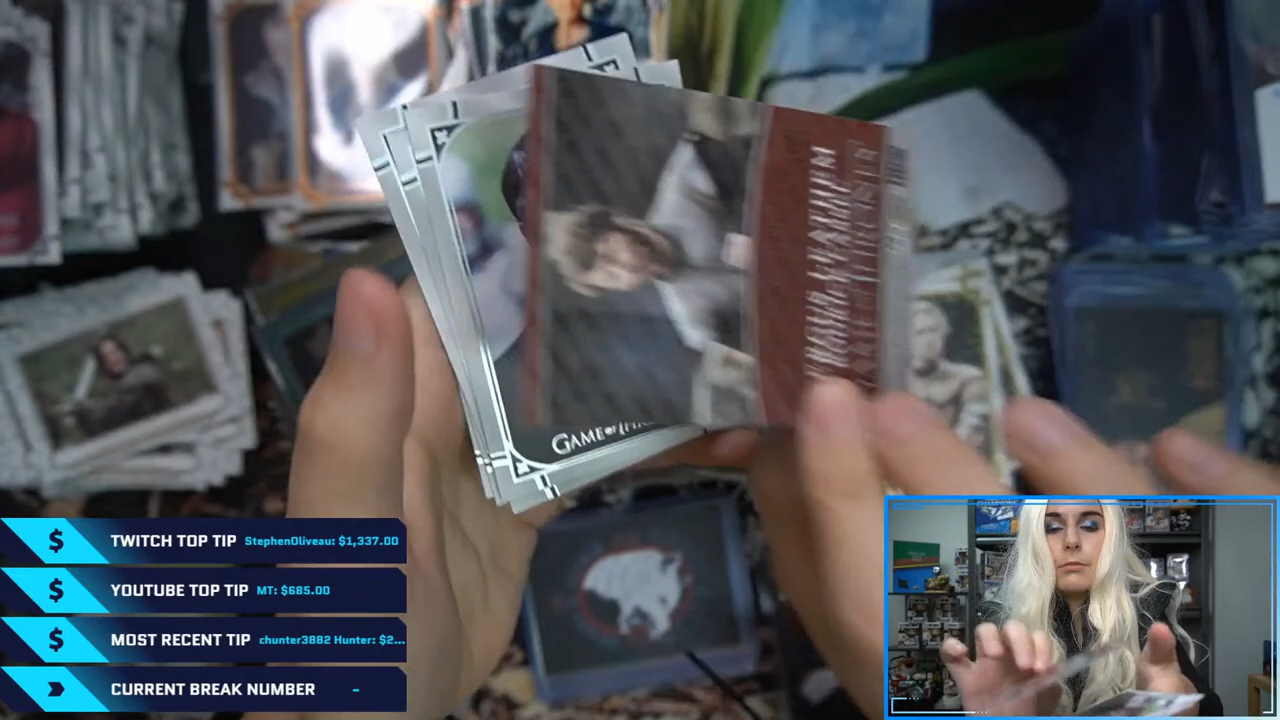 GAME OF
TWITCH TOP TIP StephenOliveau: $1,337.00
YOUTUBE TOP TIP MT: $685.00
MOST RECENT TIP chunter3882 Hunter: $2...
CURRENT BREAK NUMBER -